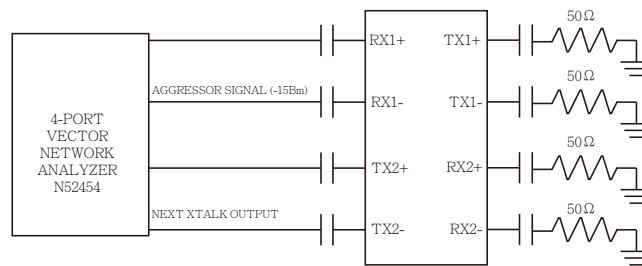 50Ω
RX1+ TX1+
50Ω
AGGRESSOR SIGNAL (-15Bm)
RX1- TX1-
4-PORT
VECTOR
NETWORK
ANALYZER
N52454
50Ω
TX2+ RX2+
50Ω
NEXT XTALK OUTPUT
TX2- RX2-